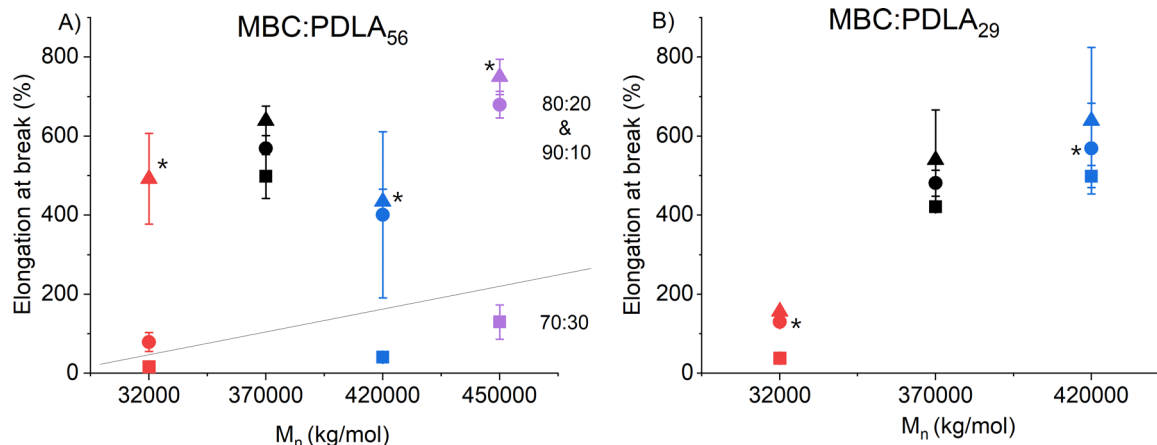 A)
MBC:PDLA56
Elongation at break (%)
800
600
400
200
0
*
*
*
80:20
&
90:10
70:30
32000 370000 420000 450000
Mn (kg/mol)
B)
MBC:PDLA29
Elongation at break (%)
800
600
400
200
0
*
*
32000 370000 420000
Mn (kg/mol)